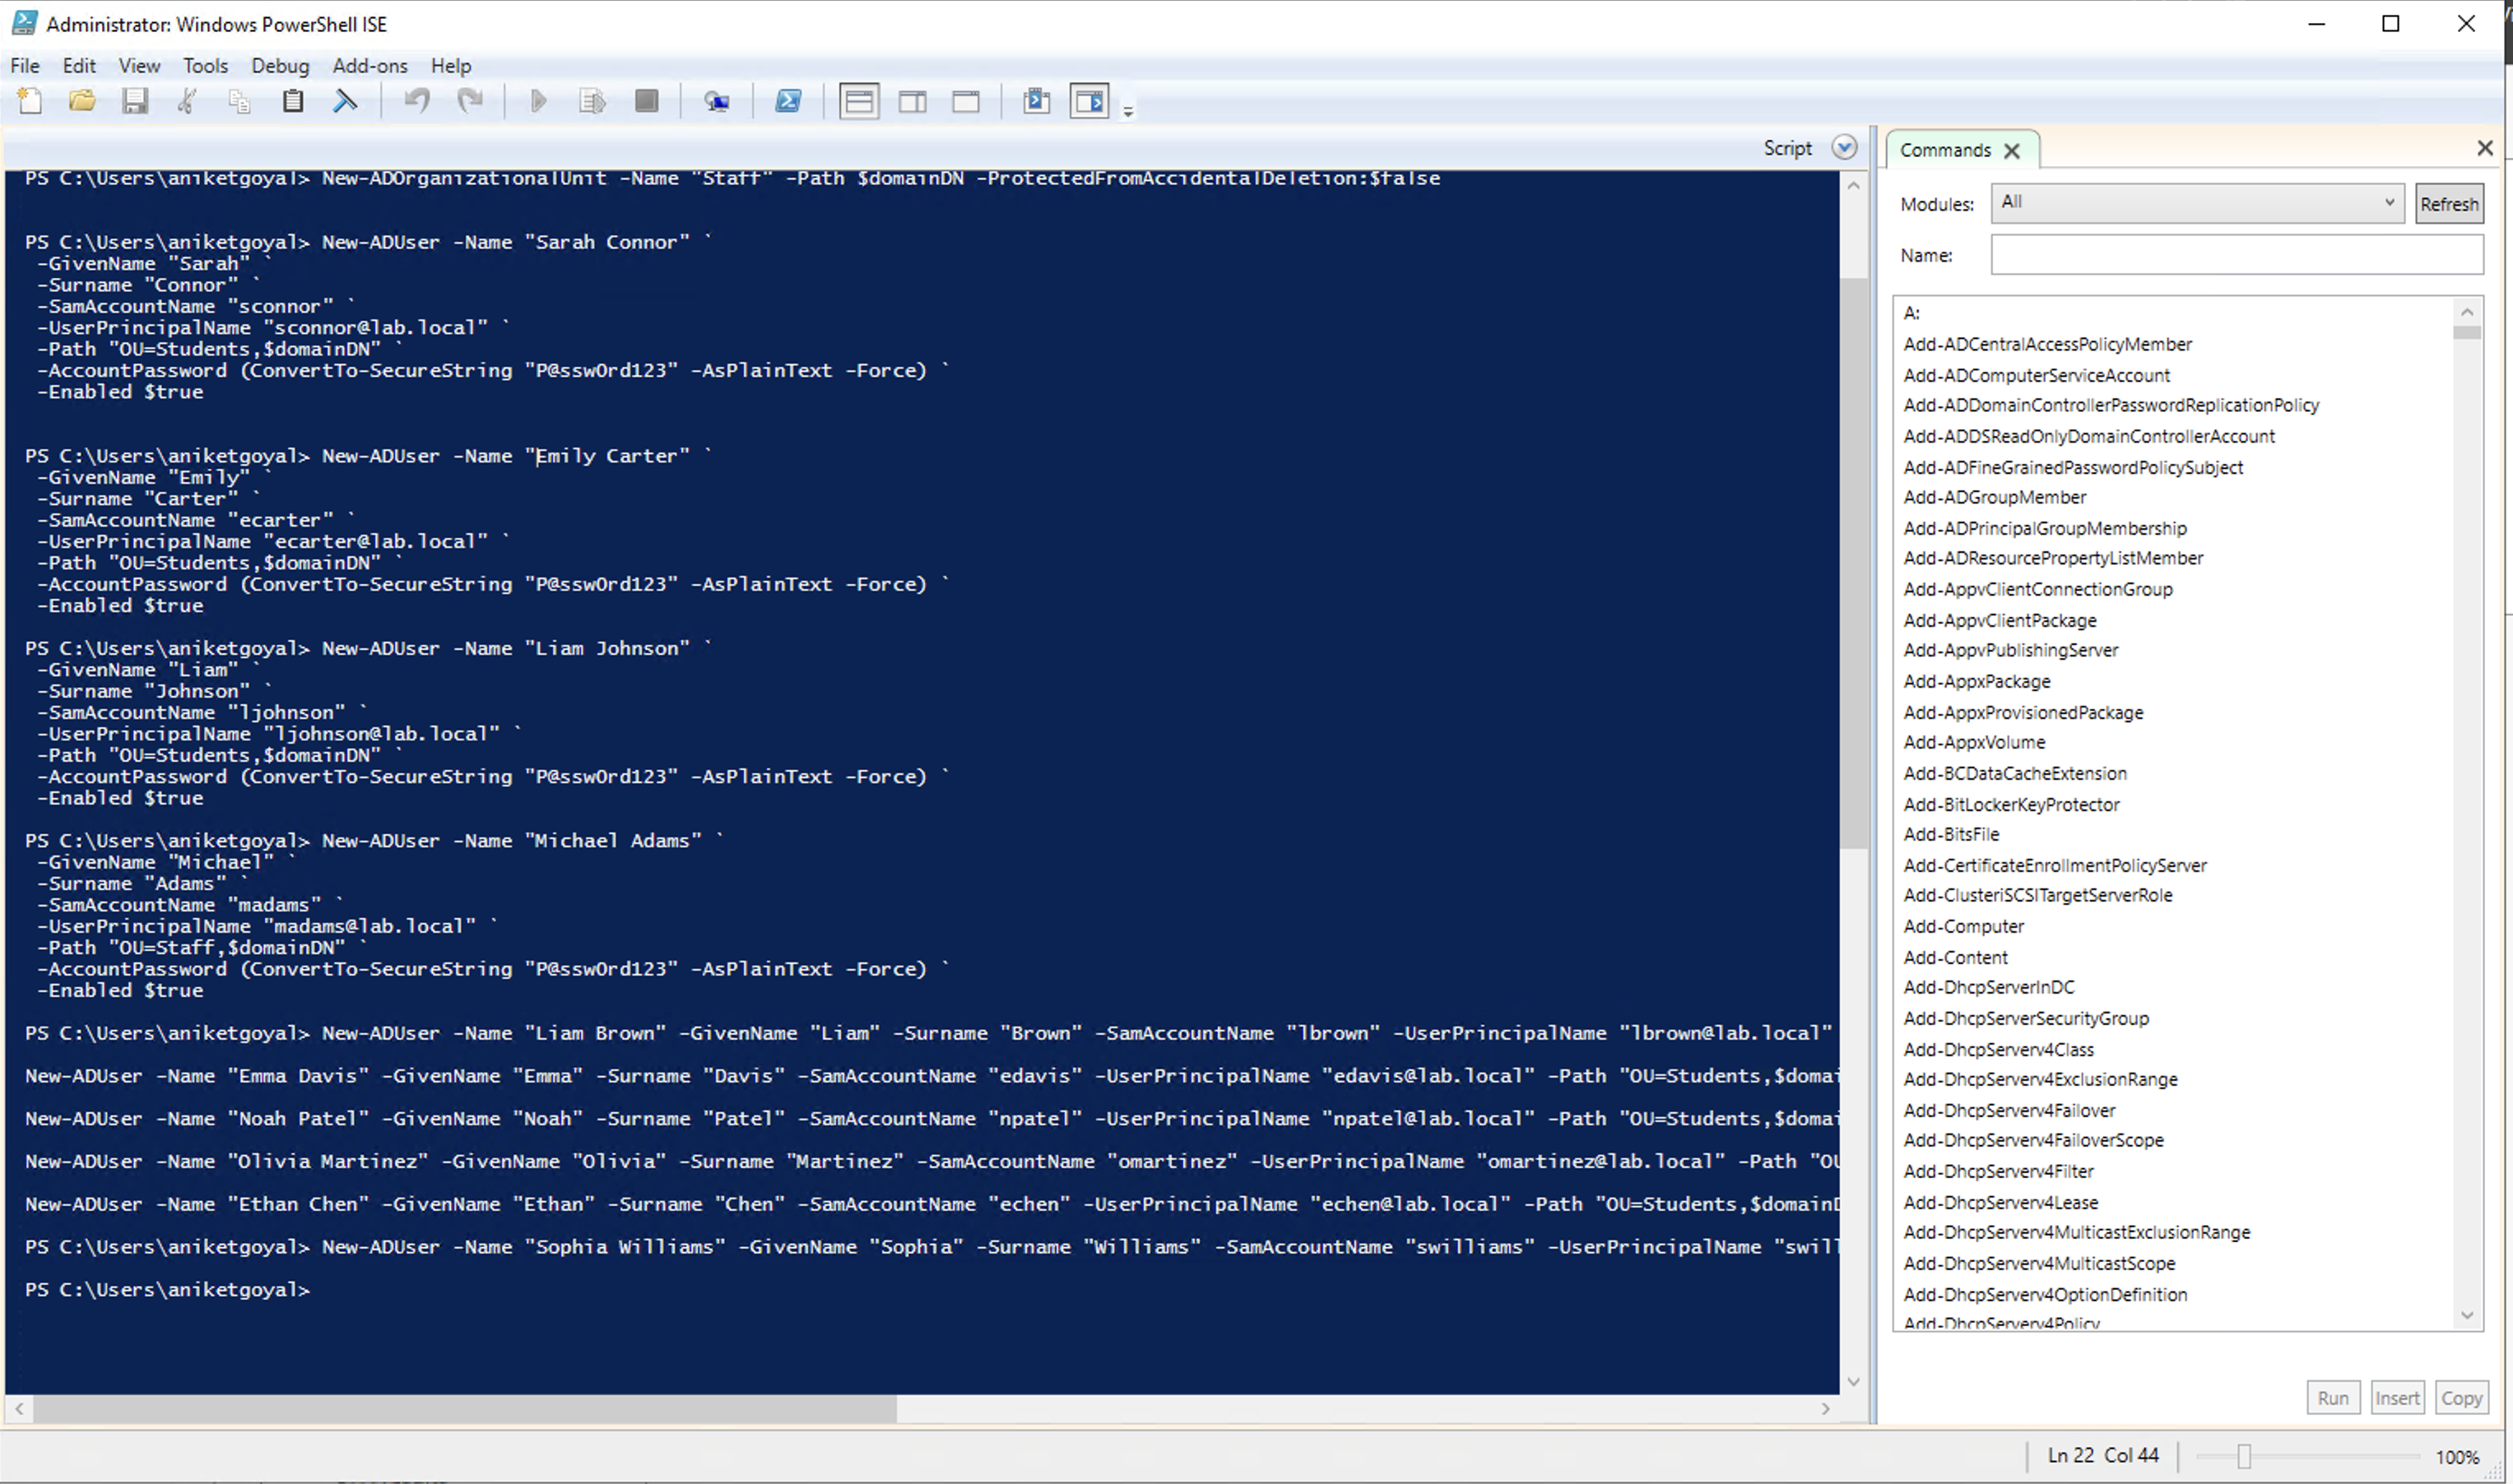 Administrator: Windows PowerShell ISE
File Edit View Tools Debug Add-ons Help
Script
PS C:\Users\aniketgoyal> New-ADOrganizationalUnit -Name "Staff" -Path $domainDN -ProtectedFromAccidentalDeletion:$false
PS C:\Users\aniketgoyal> New-ADUser -Name "Sarah Connor" `
-GivenName "Sarah" `
-Surname "Connor" `
-SamAccountName "sconnor" `
-UserPrincipalName "sconnor@lab.local" `
-Path "OU=Students,$domainDN" `
-AccountPassword (ConvertTo-SecureString "P@ssw0rd123" -AsPlainText -Force) `
-Enabled $true
PS C:\Users\aniketgoyal> New-ADUser -Name "Emily Carter" `
-GivenName "Emily" `
-Surname "Carter" `
-SamAccountName "ecarter" `
-UserPrincipalName "ecarter@lab.local" `
-Path "OU=Students,$domainDN" `
-AccountPassword (ConvertTo-SecureString "P@ssw0rd123" -AsPlainText -Force) `
-Enabled $true
PS C:\Users\aniketgoyal> New-ADUser -Name "Liam Johnson" `
-GivenName "Liam" `
-Surname "Johnson" `
-SamAccountName "ljohnson" `
-UserPrincipalName "ljohnson@lab.local" `
-Path "OU=Students,$domainDN" `
-AccountPassword (ConvertTo-SecureString "P@ssw0rd123" -AsPlainText -Force) `
-Enabled $true
PS C:\Users\aniketgoyal> New-ADUser -Name "Michael Adams" `
-GivenName "Michael" `
-Surname "Adams" `
-SamAccountName "madams" `
-UserPrincipalName "madams@lab.local" `
-Path "OU=Staff,$domainDN" `
-AccountPassword (ConvertTo-SecureString "P@ssw0rd123" -AsPlainText -Force) `
-Enabled $true
PS C:\Users\aniketgoyal> New-ADUser -Name "Liam Brown" -GivenName "Liam" -Surname "Brown" -SamAccountName "lbrown" -UserPrincipalName "lbrown@lab.local"
New-ADUser -Name "Emma Davis" -GivenName "Emma" -Surname "Davis" -SamAccountName "edavis" -UserPrincipalName "edavis@lab.local" -Path "OU=Students,$domai
New-ADUser -Name "Noah Patel" -GivenName "Noah" -Surname "Patel" -SamAccountName "npatel" -UserPrincipalName "npatel@lab.local" -Path "OU=Students,$domai
New-ADUser -Name "Olivia Martinez" -GivenName "Olivia" -Surname "Martinez" -SamAccountName "omartinez" -UserPrincipalName "omartinez@lab.local" -Path "OU
New-ADUser -Name "Ethan Chen" -GivenName "Ethan" -Surname "Chen" -SamAccountName "echen" -UserPrincipalName "echen@lab.local" -Path "OU=Students,$domainD
PS C:\Users\aniketgoyal> New-ADUser -Name "Sophia Williams" -GivenName "Sophia" -Surname "Williams" -SamAccountName "swilliams" -UserPrincipalName "swill
PS C:\Users\aniketgoyal>
Commands
Modules: All Refresh
Name:
A:
Add-ADCentralAccessPolicyMember
Add-ADComputerServiceAccount
Add-ADDomainControllerPasswordReplicationPolicy
Add-ADDSReadOnlyDomainControllerAccount
Add-ADFineGrainedPasswordPolicySubject
Add-ADGroupMember
Add-ADPrincipalGroupMembership
Add-ADResourcePropertyListMember
Add-AppvClientConnectionGroup
Add-AppvClientPackage
Add-AppvPublishingServer
Add-AppxPackage
Add-AppxProvisionedPackage
Add-AppxVolume
Add-BCDataCacheExtension
Add-BitLockerKeyProtector
Add-BitsFile
Add-CertificateEnrollmentPolicyServer
Add-ClusteriSCSITargetServerRole
Add-Computer
Add-Content
Add-DhcpServerInDC
Add-DhcpServerSecurityGroup
Add-DhcpServerv4Class
Add-DhcpServerv4ExclusionRange
Add-DhcpServerv4Failover
Add-DhcpServerv4FailoverScope
Add-DhcpServerv4Filter
Add-DhcpServerv4Lease
Add-DhcpServerv4MulticastExclusionRange
Add-DhcpServerv4MulticastScope
Add-DhcpServerv4OptionDefinition
Add-DhcpServerv4Policy
Run Insert Copy
Ln 22 Col 44 100%